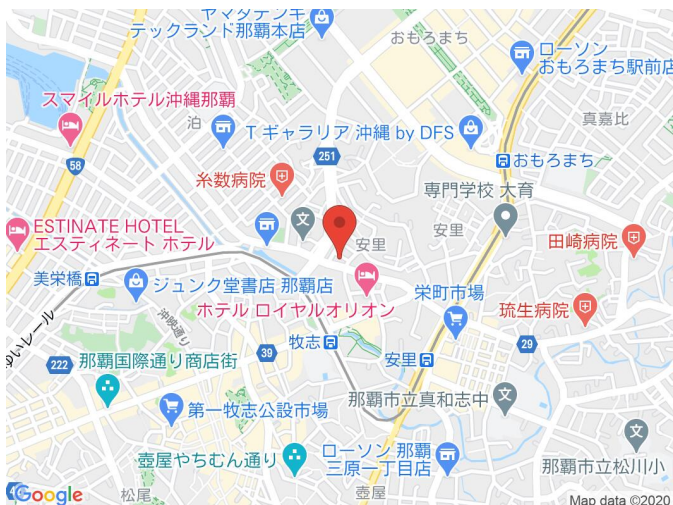 ヤマダデンキ
テックランド那覇本店
おもろまち
ローソン
おもろまち駅前店
スマイルホテル沖縄那覇
泊
T ギャラリア 沖縄 by DFS
真嘉比
58
251
おもろまち
糸数病院
専門学校 大育
ESTINATE HOTEL
エスティネート ホテル
文
安里
安里
田崎病院
美栄橋
ジュンク堂書店 那覇店
ホテル ロイヤルオリオン
栄町市場
琉生病院
沖映通り
ゆいレール
牧志
安里
29
222
39
那覇国際通り商店街
第一牧志公設市場
那覇市立真和志中
文
文
壺屋やちむん通り
ローソン 那覇
三原一丁目店
那覇市立松川小
松尾
壺屋
Google
Map data ©2020